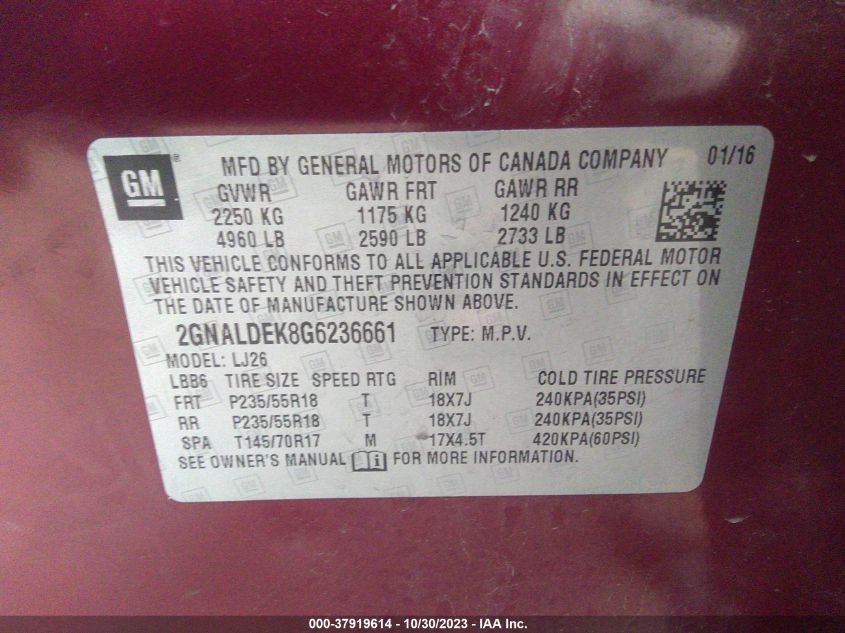 GM ® MFD BY GENERAL MOTORS OF CANADA COMPANY 01/16
GVWR GAWR FRT GAWR RR
2250 KG 1175 KG 1240 KG
4960 LB 2590 LB 2733 LB
THIS VEHICLE CONFORMS TO ALL APPLICABLE U.S. FEDERAL MOTOR
VEHICLE SAFETY AND THEFT PREVENTION STANDARDS IN EFFECT ON
THE DATE OF MANUFACTURE SHOWN ABOVE.
2GNALDEK8G6236661 TYPE: M.P.V.
MODEL: LJ26
LBB6 TIRE SIZE SPEED RTG RIM COLD TIRE PRESSURE
FRT P235/55R18 T 18X7J 240KPA(35PSI)
RR P235/55R18 T 18X7J 240KPA(35PSI)
SPA T145/70R17 M 17X4.5T 420KPA(60PSI)
SEE OWNER'S MANUAL FOR MORE INFORMATION.
000-37919614 - 10/30/2023 - IAA Inc.